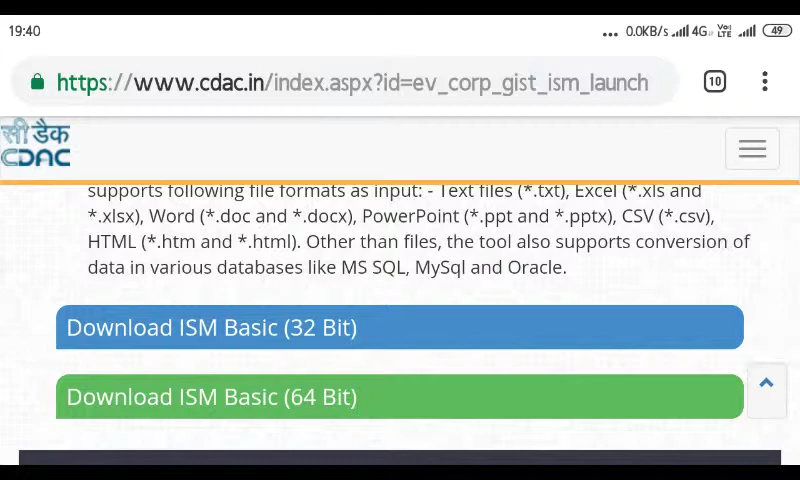 19:40
... 0.0KB/s 4G Vo) LTE 49
https://www.cdac.in/index.aspx?id=ev_corp_gist_ism_launch
10
सी डैक
CDAC
supports following file formats as input: - Text files (*.txt), Excel (*.xls and
*.xlsx), Word (*.doc and *.docx), PowerPoint (*.ppt and *.pptx), CSV (*.csv),
HTML (*.htm and *.html). Other than files, the tool also supports conversion of
data in various databases like MS SQL, MySql and Oracle.
Download ISM Basic (32 Bit)
Download ISM Basic (64 Bit)